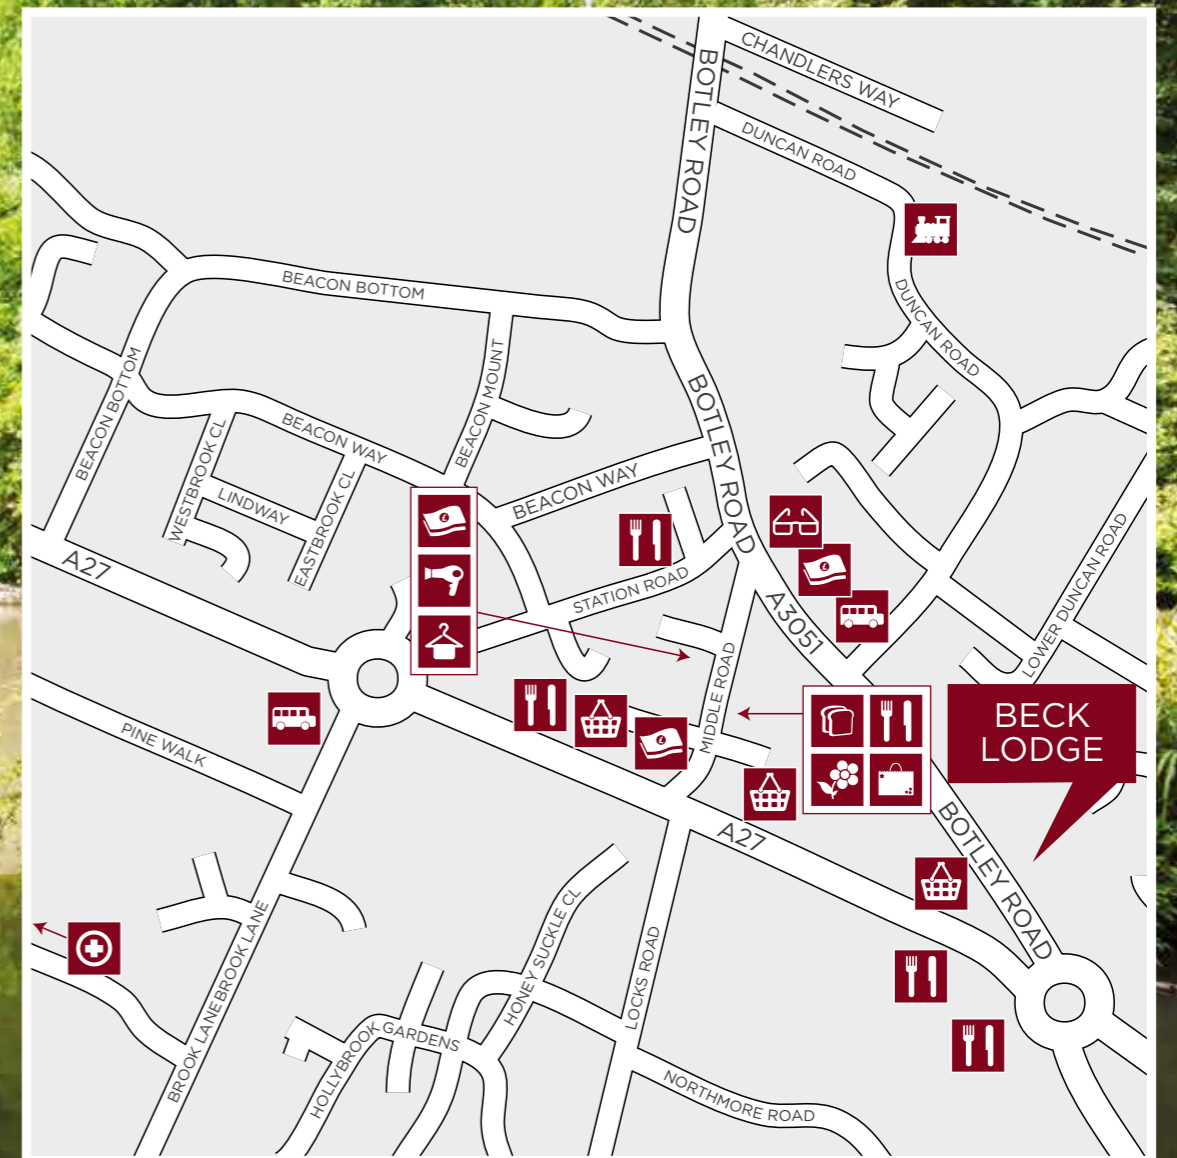 CHANDLERS WAY
BOTLEY ROAD
DUNCAN ROAD
BEACON BOTTOM
DUNCAN ROAD
BEACON MOUNT
BEACON BOTTOM
BOTLEY ROAD
BEACON WAY
WESTBROOK CL
LINDWAY
EASTBROOK CL
BEACON WAY
A27
STATION ROAD
A3051
LOWER DUNCAN ROAD
MIDDLE ROAD
BECK
LODGE
PINE WALK
A27
BOTLEY ROAD
BROOK LANE
BROOK LANE
HONEY SUCKLE CL
LOCKS ROAD
HOLLYBROOK GARDENS
NORTHMORE ROAD
£
£
£